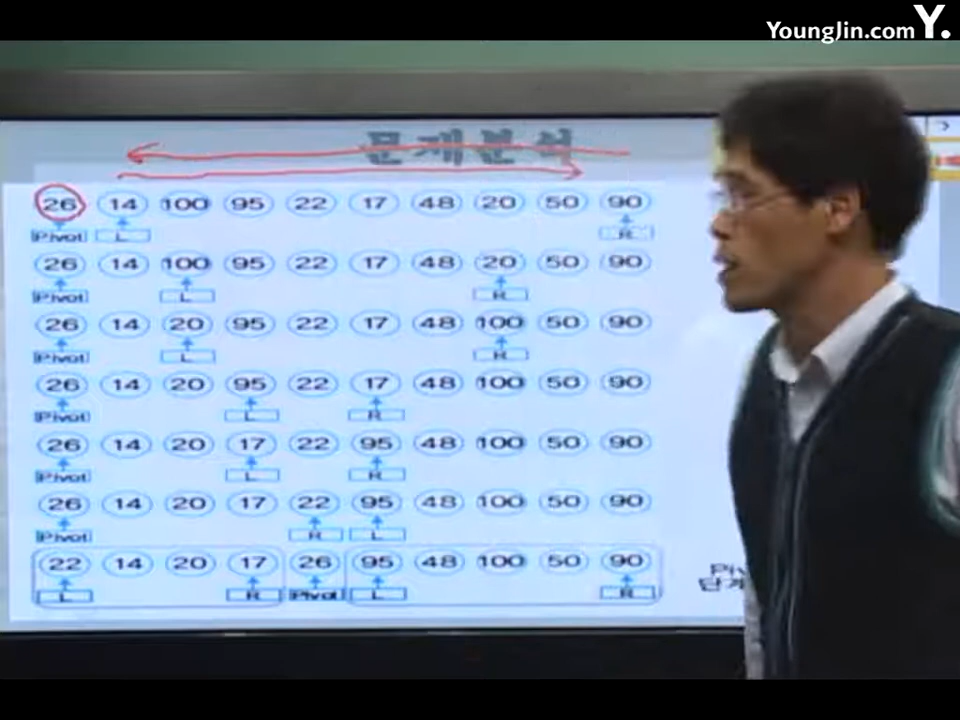 YoungJin.com Y.
문제분석
26 14 100 95 22 17 48 20 50 90
Pivot L R
26 14 100 95 22 17 48 20 50 90
Pivot L R
26 14 20 95 22 17 48 100 50 90
Pivot L R
26 14 20 95 22 17 48 100 50 90
Pivot L R
26 14 20 17 22 95 48 100 50 90
Pivot L R
26 14 20 17 22 95 48 100 50 90
Pivot R L
22 14 20 17 26 95 48 100 50 90
L R Pivot L R
단계